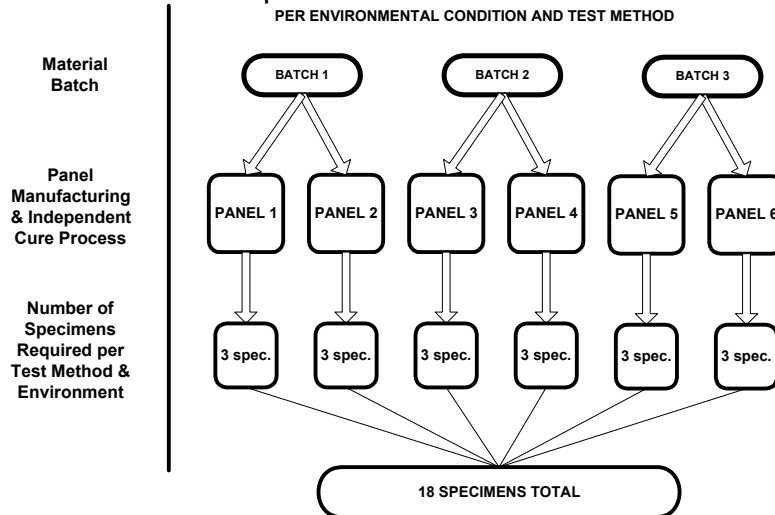 PER ENVIRONMENTAL CONDITION AND TEST METHOD
Material
Batch
BATCH 1
BATCH 2
BATCH 3
Panel
Manufacturing
& Independent
Cure Process
PANEL 1
PANEL 2
PANEL 3
PANEL 4
PANEL 5
PANEL 6
Number of
Specimens
Required per
Test Method &
Environment
3 spec.
3 spec.
3 spec.
3 spec.
3 spec.
3 spec.
18 SPECIMENS TOTAL